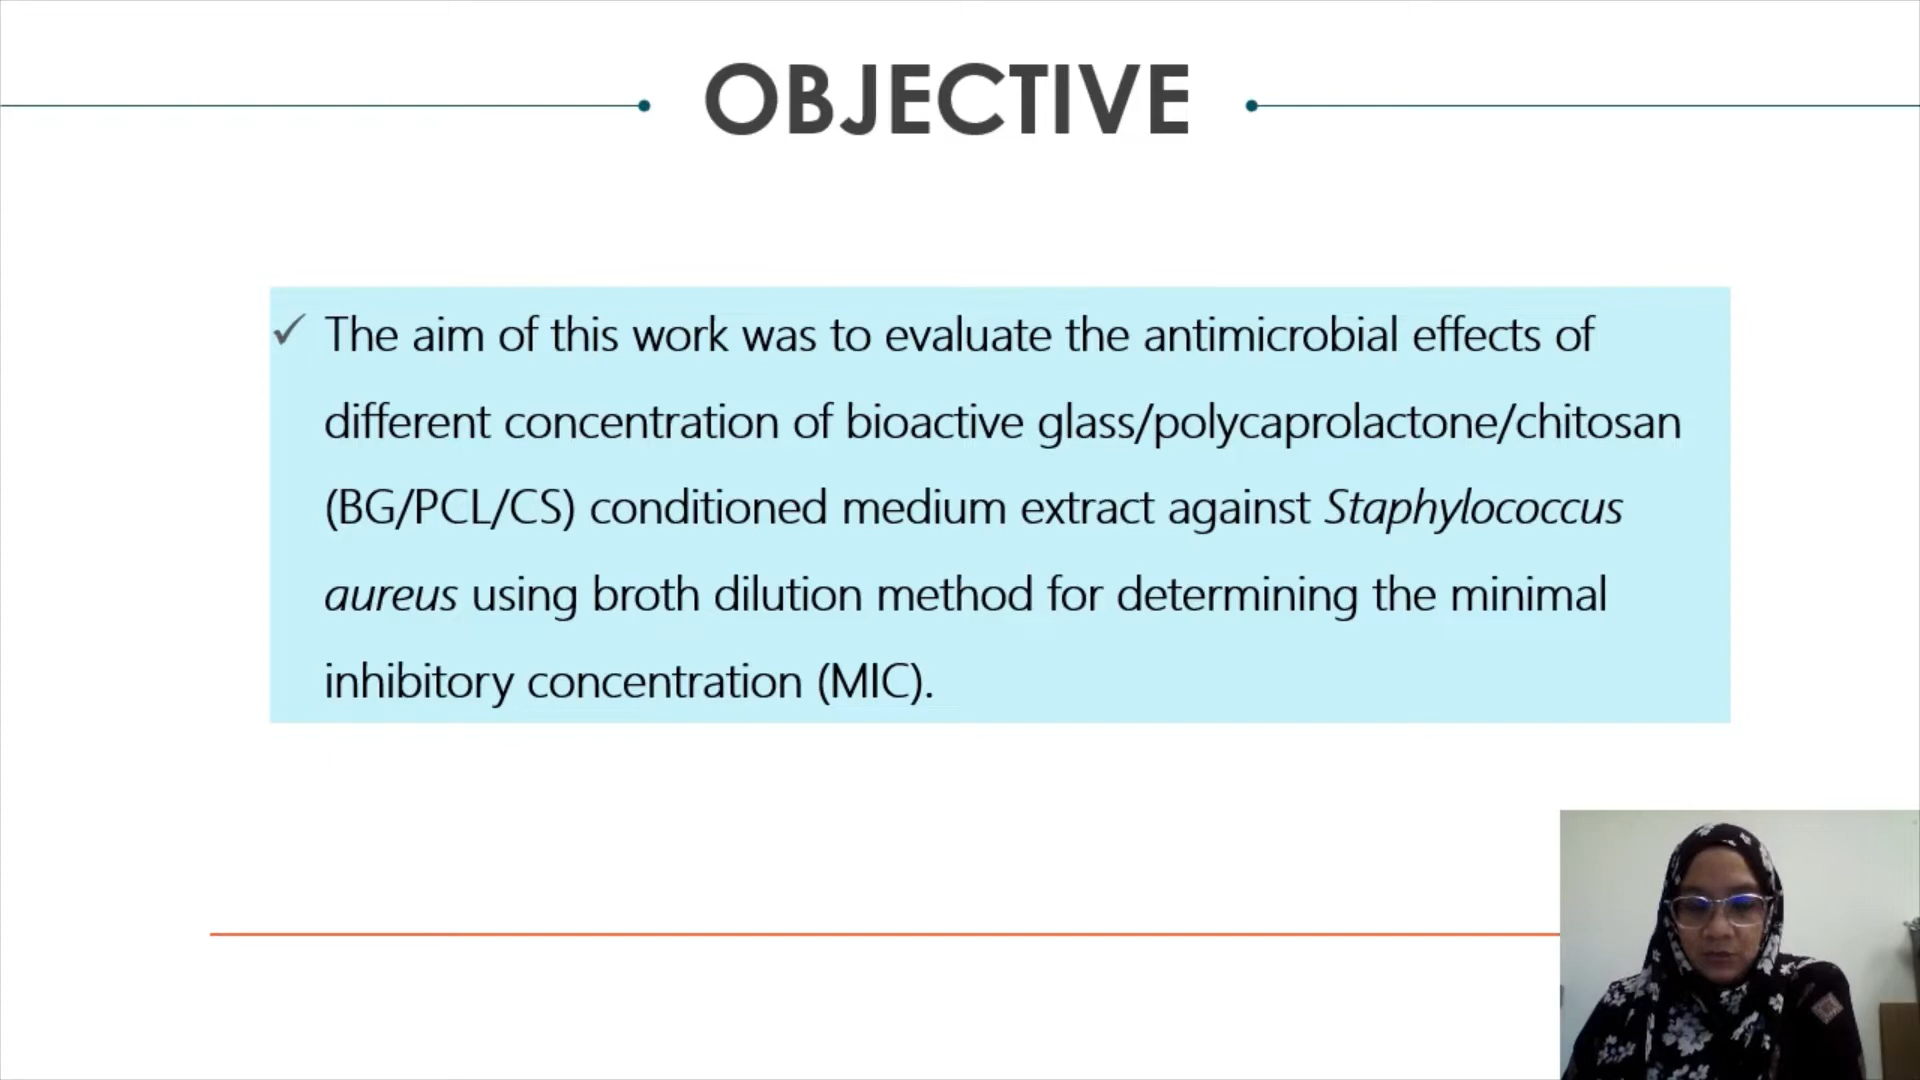 OBJECTIVE
✓ The aim of this work was to evaluate the antimicrobial effects of
different concentration of bioactive glass/polycaprolactone/chitosan
(BG/PCL/CS) conditioned medium extract against Staphylococcus
aureus using broth dilution method for determining the minimal
inhibitory concentration (MIC).